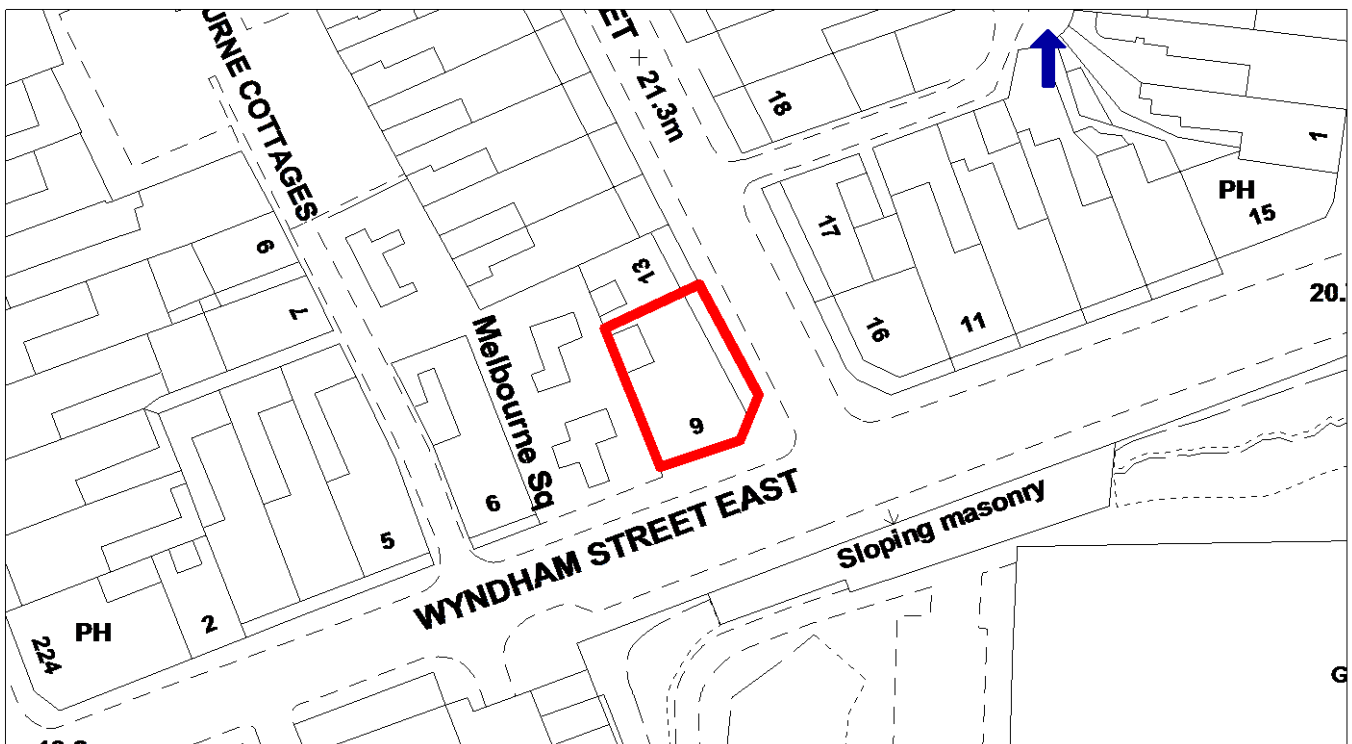 URNE COTTAGES
ET
21.3m
18
1
PH
15
17
16
11
20.
13
9
7
Melbourne Sq
9
6
5
WYNDHAM STREET EAST
Sloping masonry
2
PH
224
G